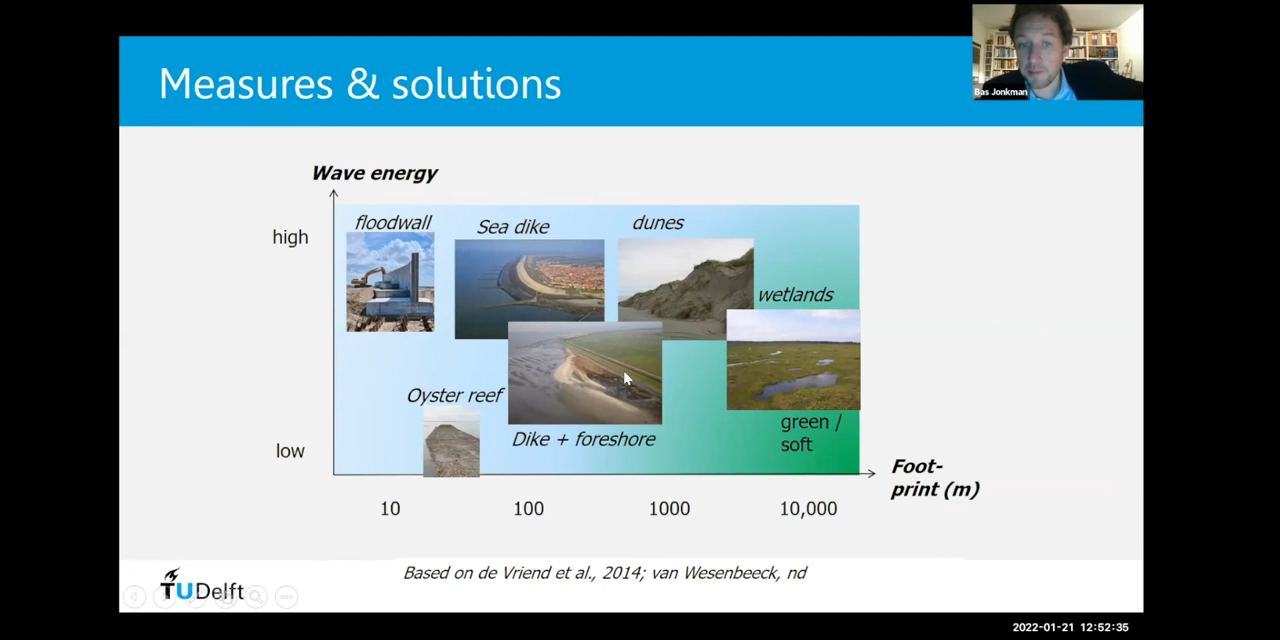 Measures & solutions
Bas Jonkman
Wave energy
high
floodwall
Sea dike
dunes
wetlands
Oyster reef
Dike + foreshore
green /
soft
low
Foot-
print (m)
10
100
1000
10,000
Based on de Vriend et al., 2014; van Wesenbeeck, nd
TUDelft
2022-01-21 12:52:35